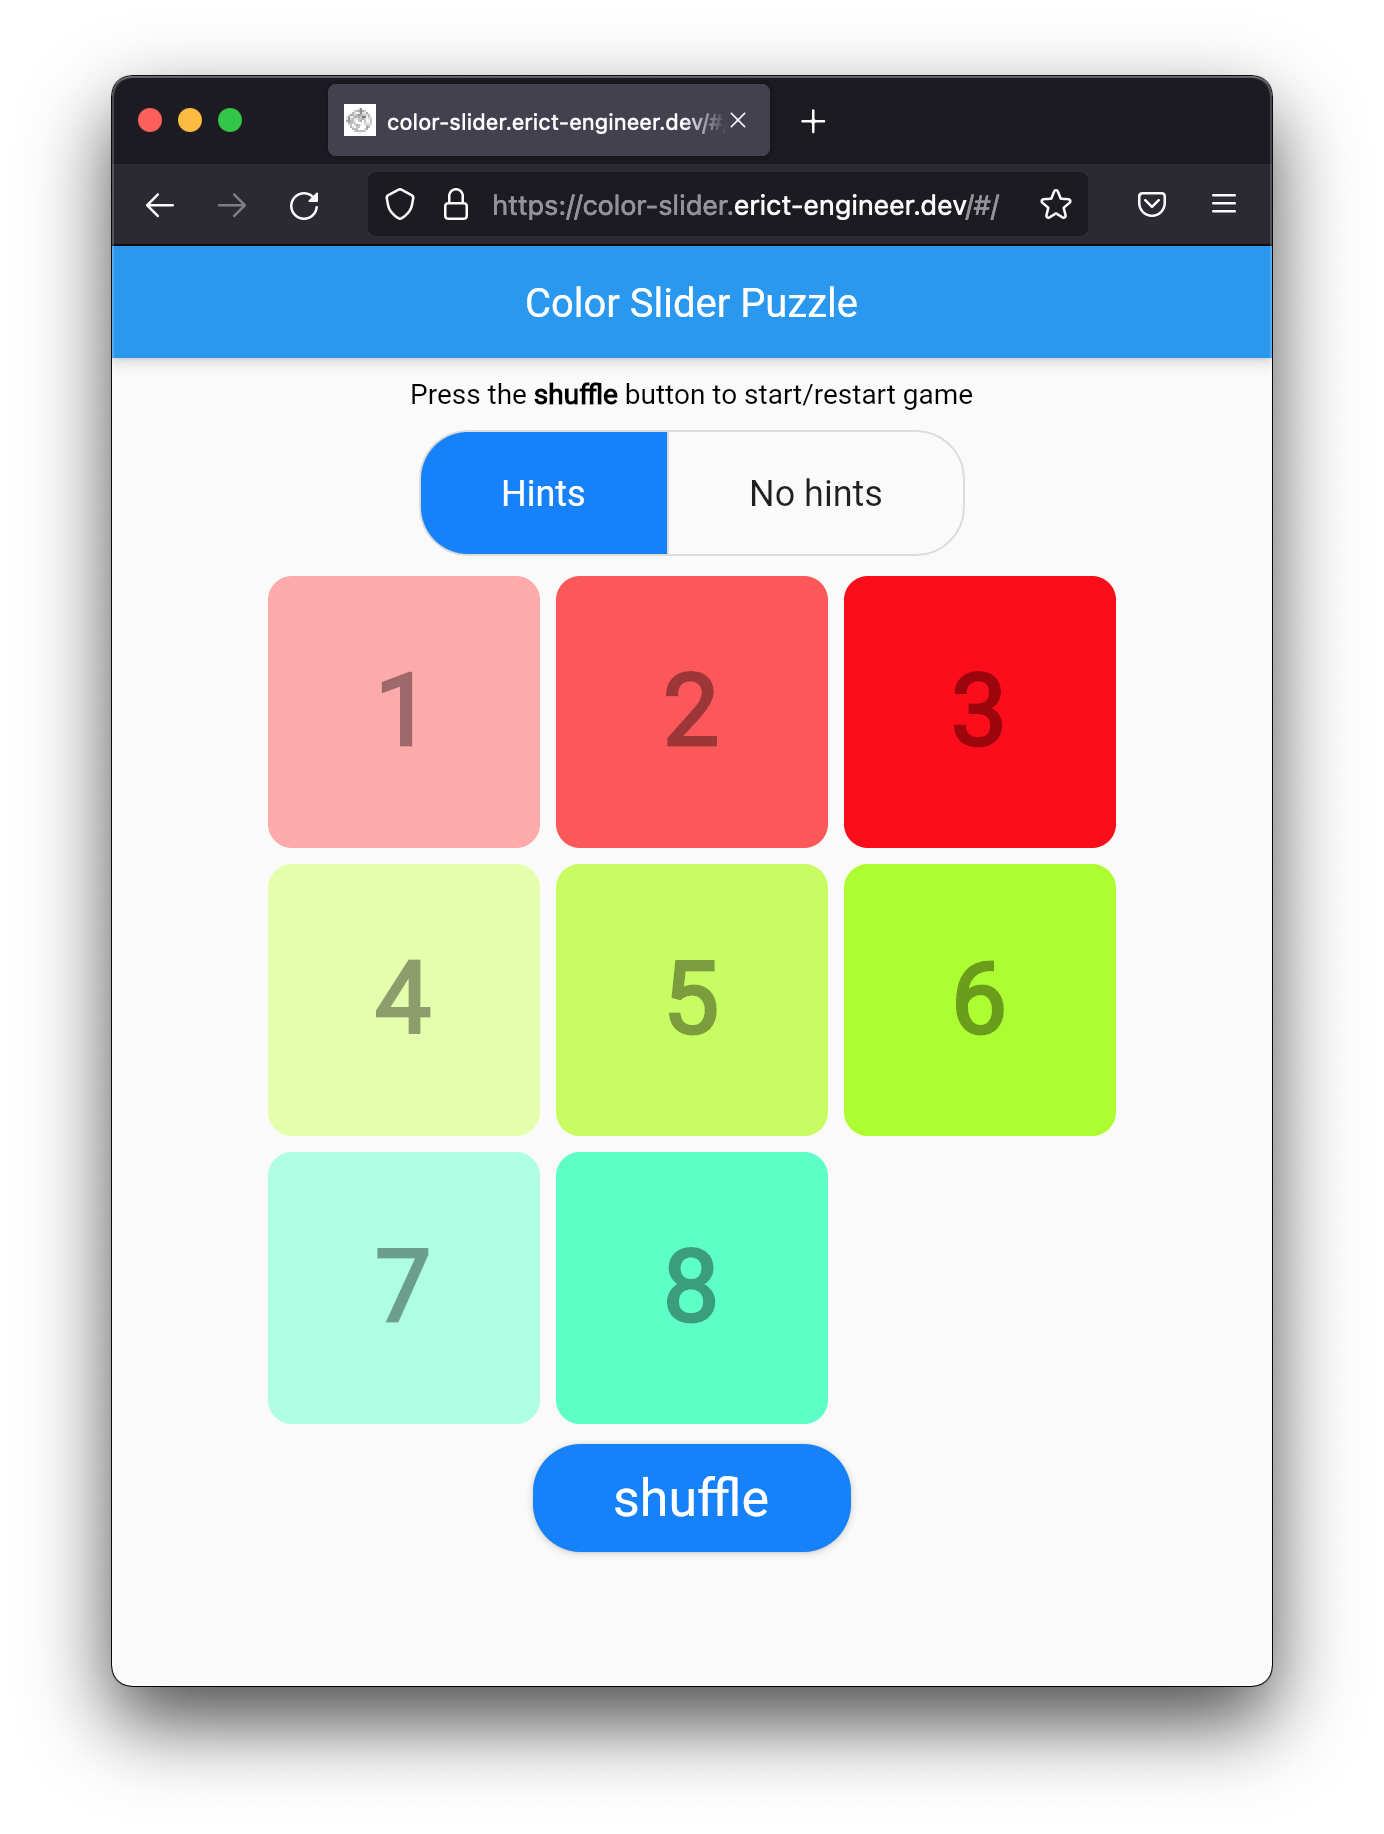 color-slider.erict-engineer.dev/#
https://color-slider.erict-engineer.dev/#/
Color Slider Puzzle
Press the shuffle button to start/restart game
Hints No hints
1 2 3
4 5 6
7 8
shuffle